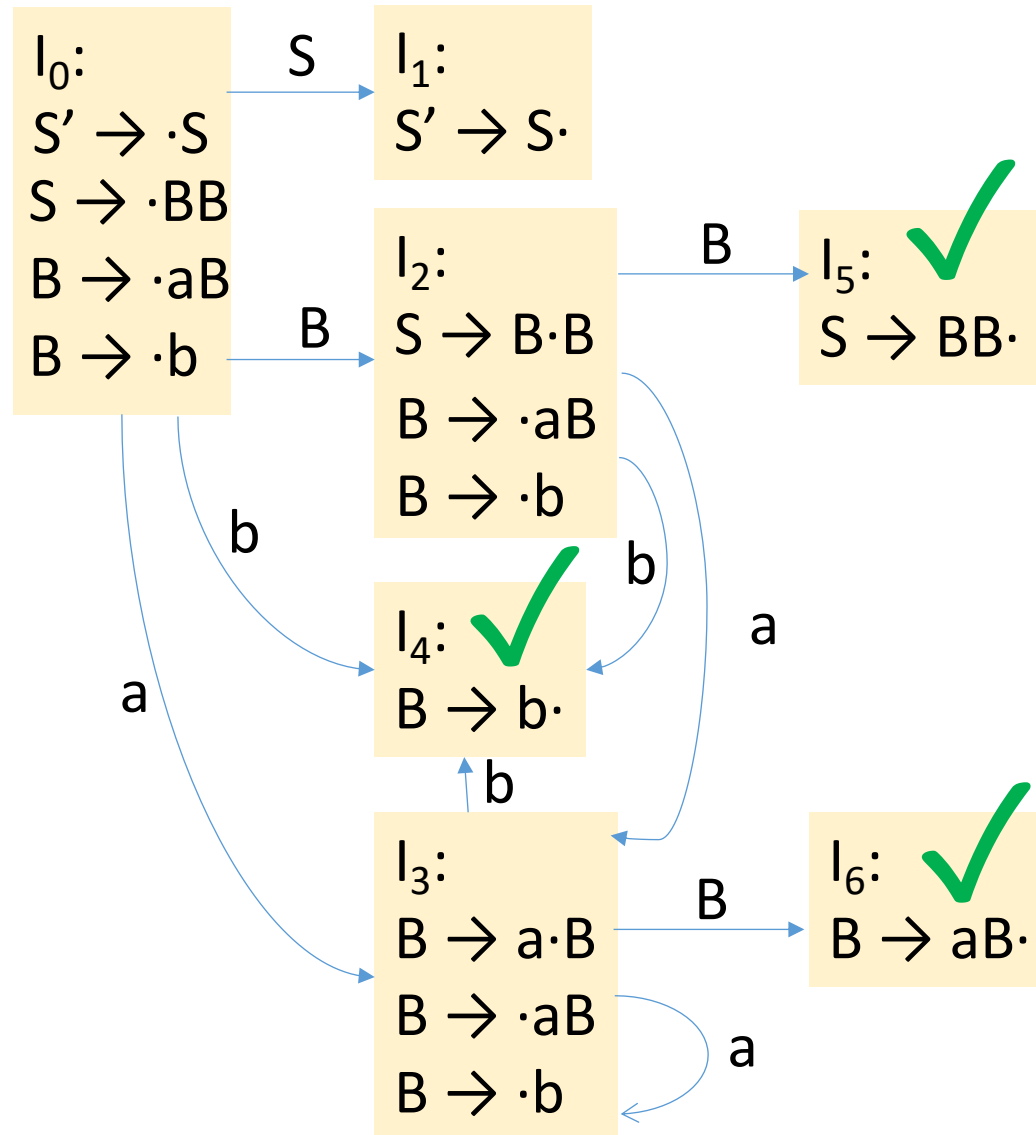 I₀:
S’ → ·S
S → ·BB
B → ·aB
B → ·b
S
I₁:
S’ → S·
B
I₂:
S → B·B
B → ·aB
B → ·b
B
I₅:
S → BB·
b
b
a
a
I₄:
B → b·
b
I₃:
B → a·B
B → ·aB
B → ·b
B
a
I₆:
B → aB·